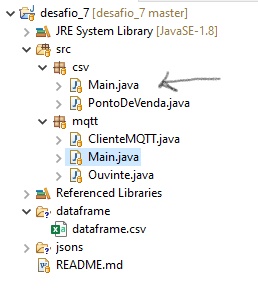 desafio_7 [desafio_7 master]
JRE System Library [JavaSE-1.8]
src
csv
Main.java
PontoDeVenda.java
mqtt
ClienteMQTT.java
Main.java
Ouvinte.java
Referenced Libraries
dataframe
dataframe.csv
jsons
README.md